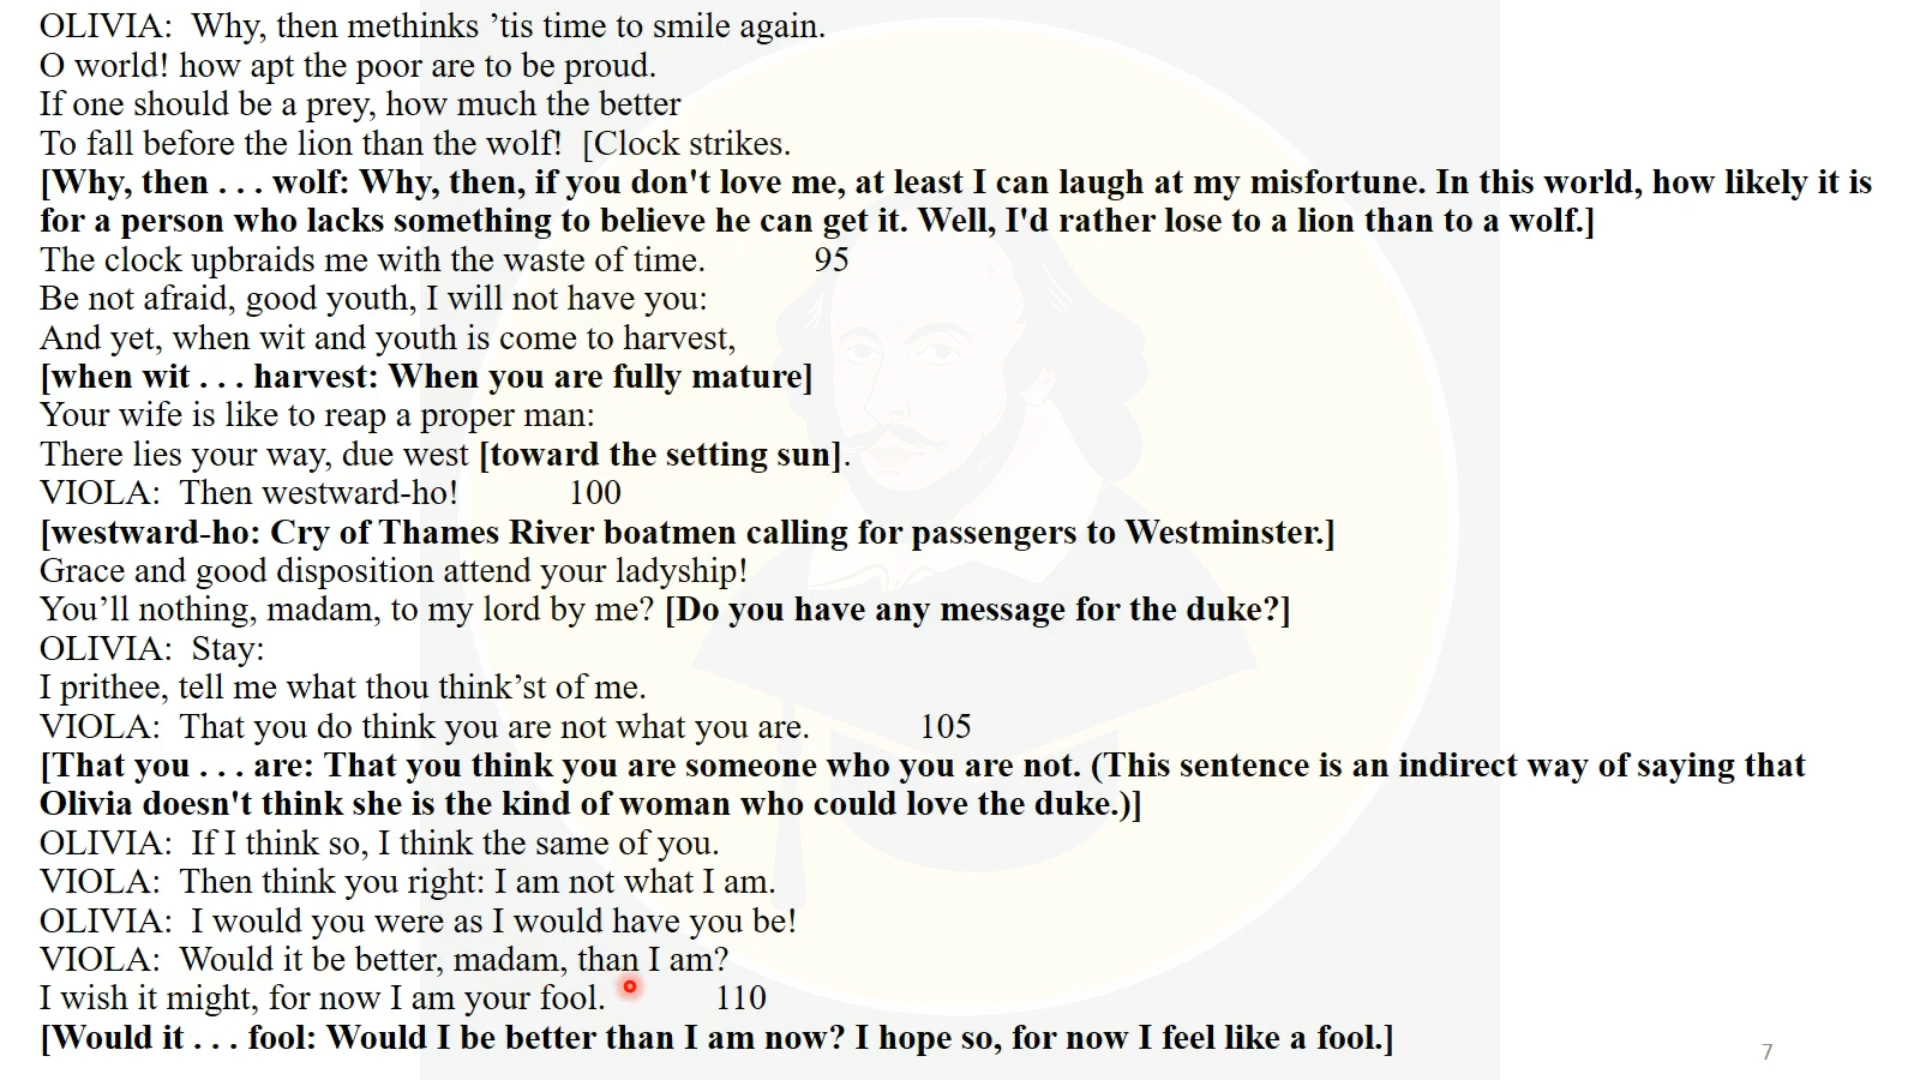 OLIVIA:  Why, then methinks ’tis time to smile again.
O world! how apt the poor are to be proud.
If one should be a prey, how much the better
To fall before the lion than the wolf!  [Clock strikes.
[Why, then . . . wolf: Why, then, if you don't love me, at least I can laugh at my misfortune. In this world, how likely it is
for a person who lacks something to believe he can get it. Well, I'd rather lose to a lion than to a wolf.]
The clock upbraids me with the waste of time.  95
Be not afraid, good youth, I will not have you:
And yet, when wit and youth is come to harvest,
[when wit . . . harvest: When you are fully mature]
Your wife is like to reap a proper man:
There lies your way, due west [toward the setting sun].
VIOLA:  Then westward-ho!  100
[westward-ho: Cry of Thames River boatmen calling for passengers to Westminster.]
Grace and good disposition attend your ladyship!
You’ll nothing, madam, to my lord by me? [Do you have any message for the duke?]
OLIVIA:  Stay:
I prithee, tell me what thou think’st of me.
VIOLA:  That you do think you are not what you are.  105
[That you . . . are: That you think you are someone who you are not. (This sentence is an indirect way of saying that
Olivia doesn't think she is the kind of woman who could love the duke.)]
OLIVIA:  If I think so, I think the same of you.
VIOLA:  Then think you right: I am not what I am.
OLIVIA:  I would you were as I would have you be!
VIOLA:  Would it be better, madam, than I am?
I wish it might, for now I am your fool.  110
[Would it . . . fool: Would I be better than I am now? I hope so, for now I feel like a fool.]
7